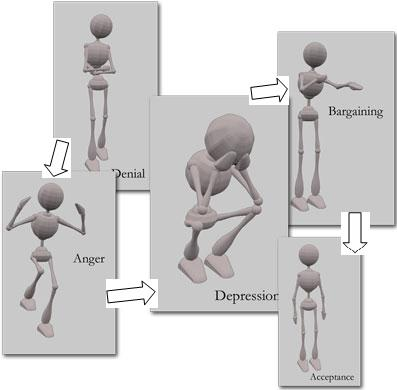 Denial
Anger
Depression
Bargaining
Acceptance